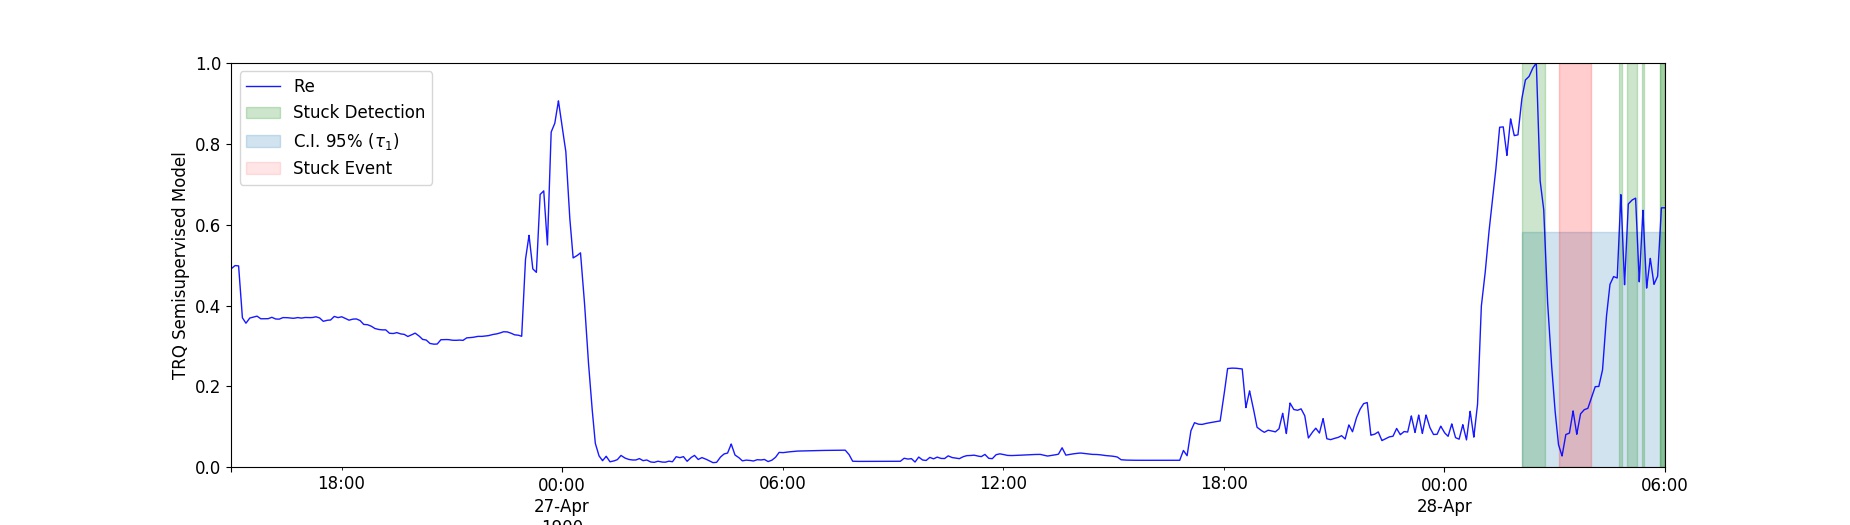 1.0
0.8
0.6
0.4
0.2
0.0
TRQ Semisupervised Model
Re
Stuck Detection
C.I. 95% (τ₁)
Stuck Event
18:00
00:00
27-Apr
1900
06:00
12:00
18:00
00:00
28-Apr
06:00